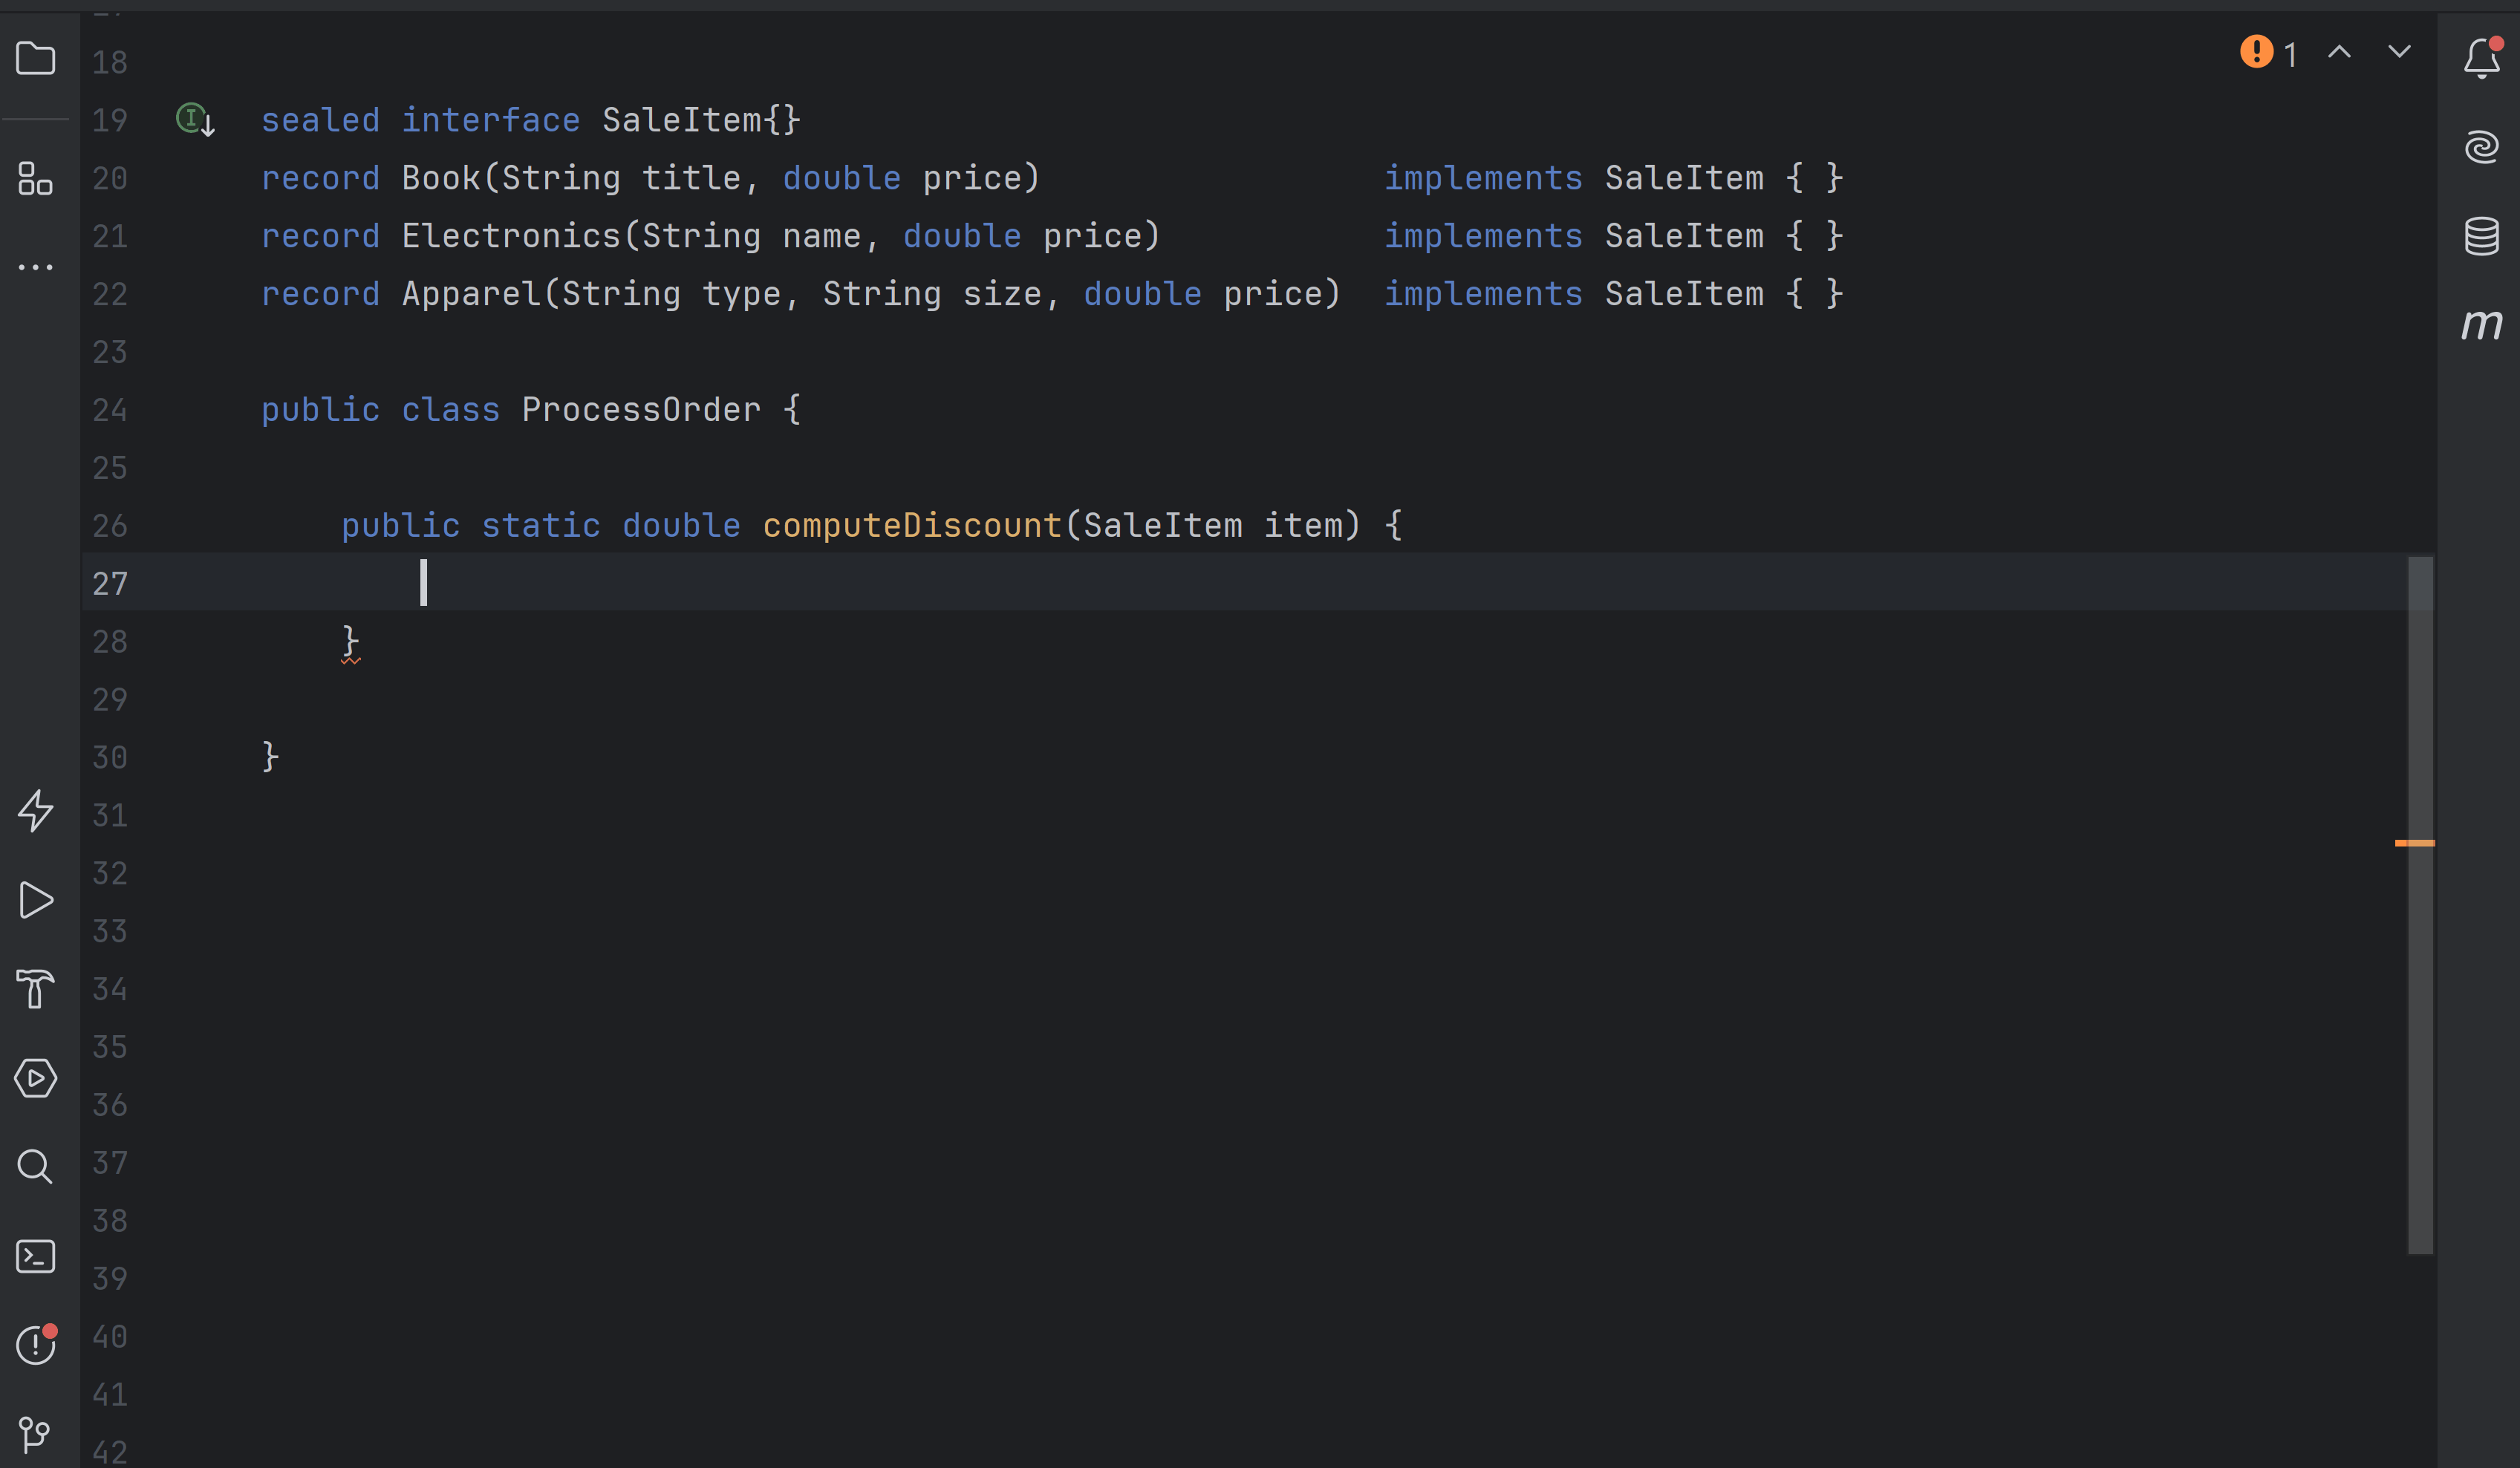 18
1
19 sealed interface SaleItem{}
20 record Book(String title, double price) implements SaleItem { }
21 record Electronics(String name, double price) implements SaleItem { }
22 record Apparel(String type, String size, double price) implements SaleItem { }
23
24 public class ProcessOrder {
25
26 public static double computeDiscount(SaleItem item) {
27
28 }
29
30 }
31
32
33
34
35
36
37
38
39
40
41
42
m